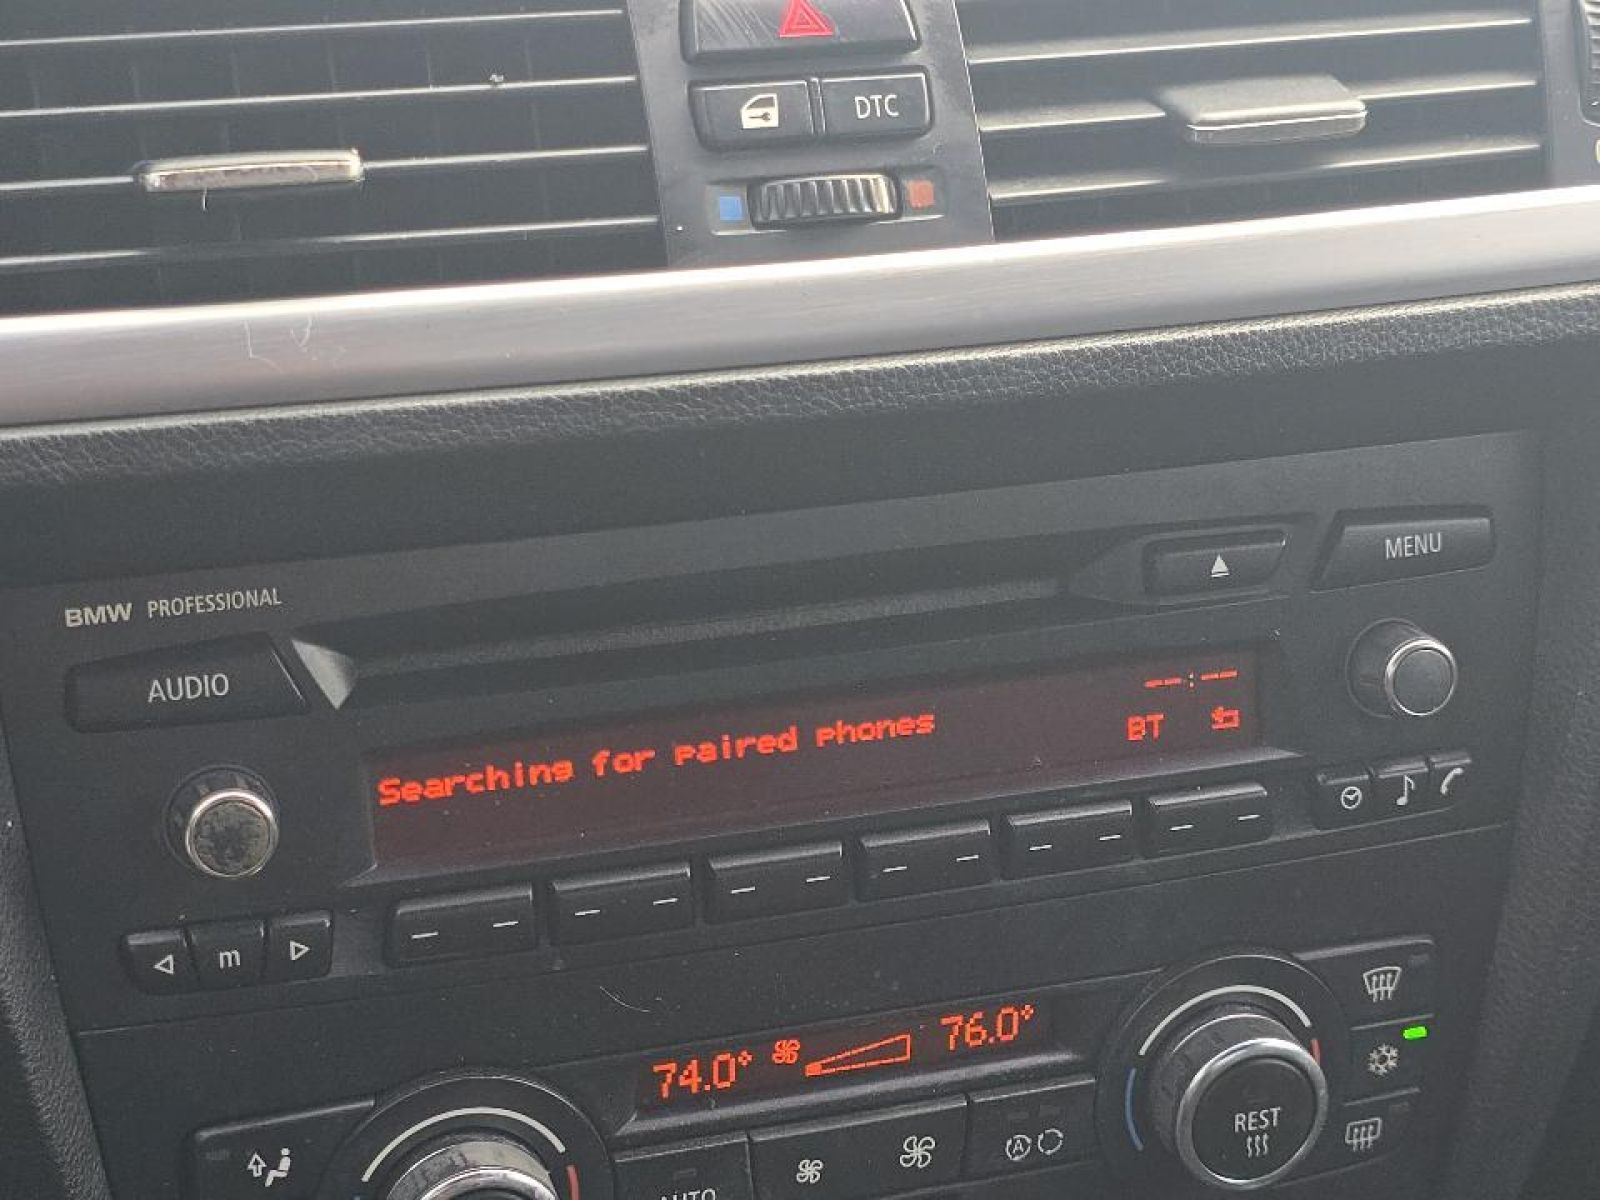 DTC
BMW PROFESSIONAL
MENU
AUDIO
--:--
Searching for paired phones BT
m
74.0° 76.0°
REST
A
AUTO